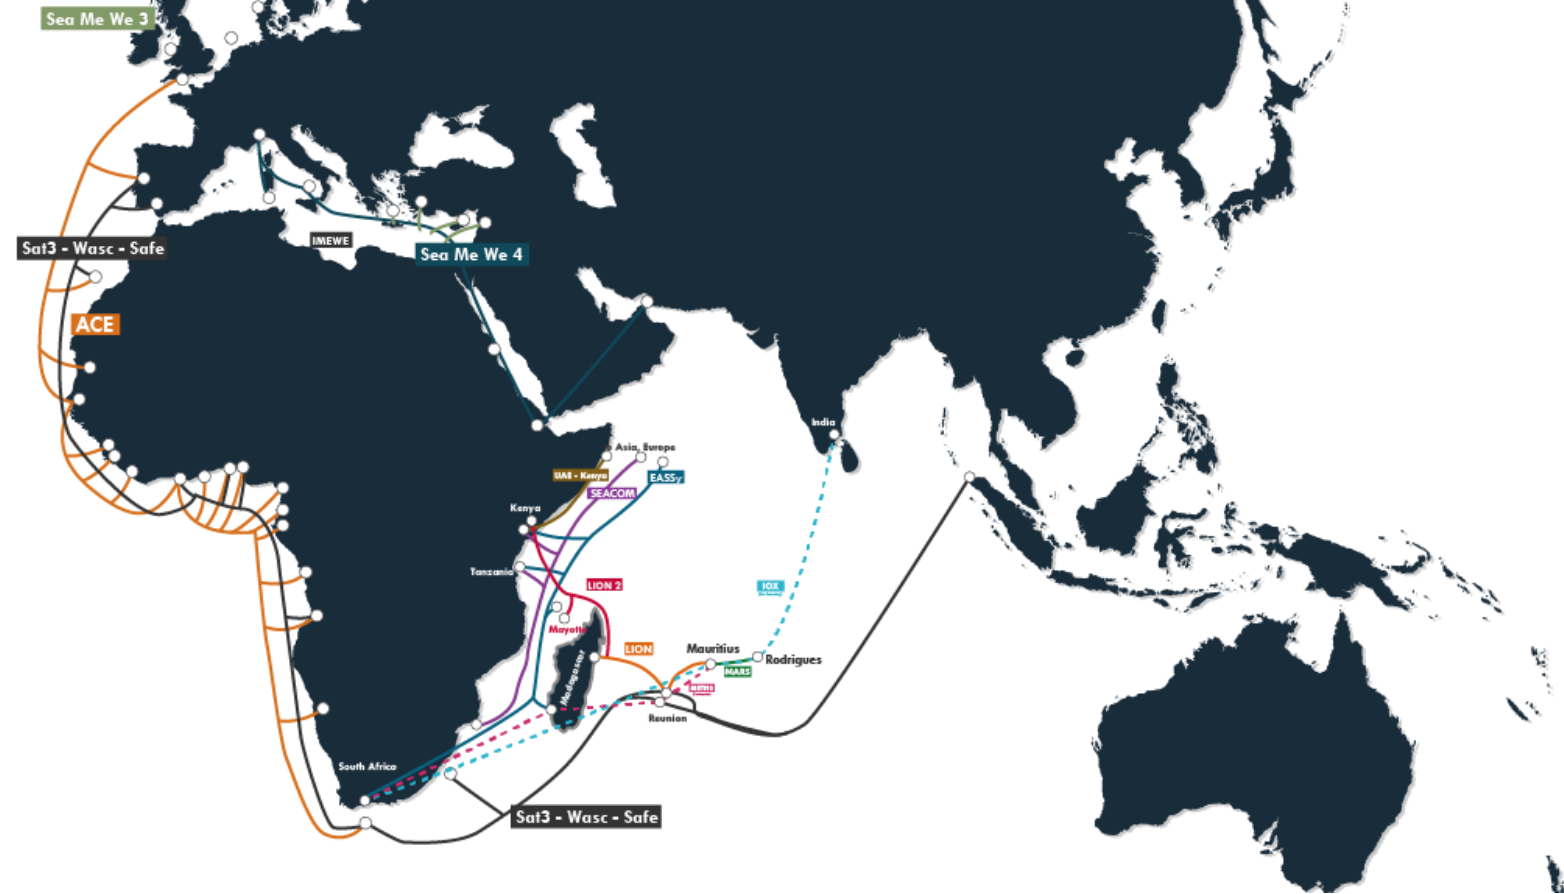 Sea Me We 3
Sat3 - Wasc - Safe
IMEWE
Sea Me We 4
ACE
India
Asia, Europe
UAE - Kenya
EASSy
SEACOM
Kenya
Tanzania
LION 2
IOX
Mayotte
LION
Mauritius
Rodrigues
MARS
Madagascar
Reunion
South Africa
Sat3 - Wasc - Safe